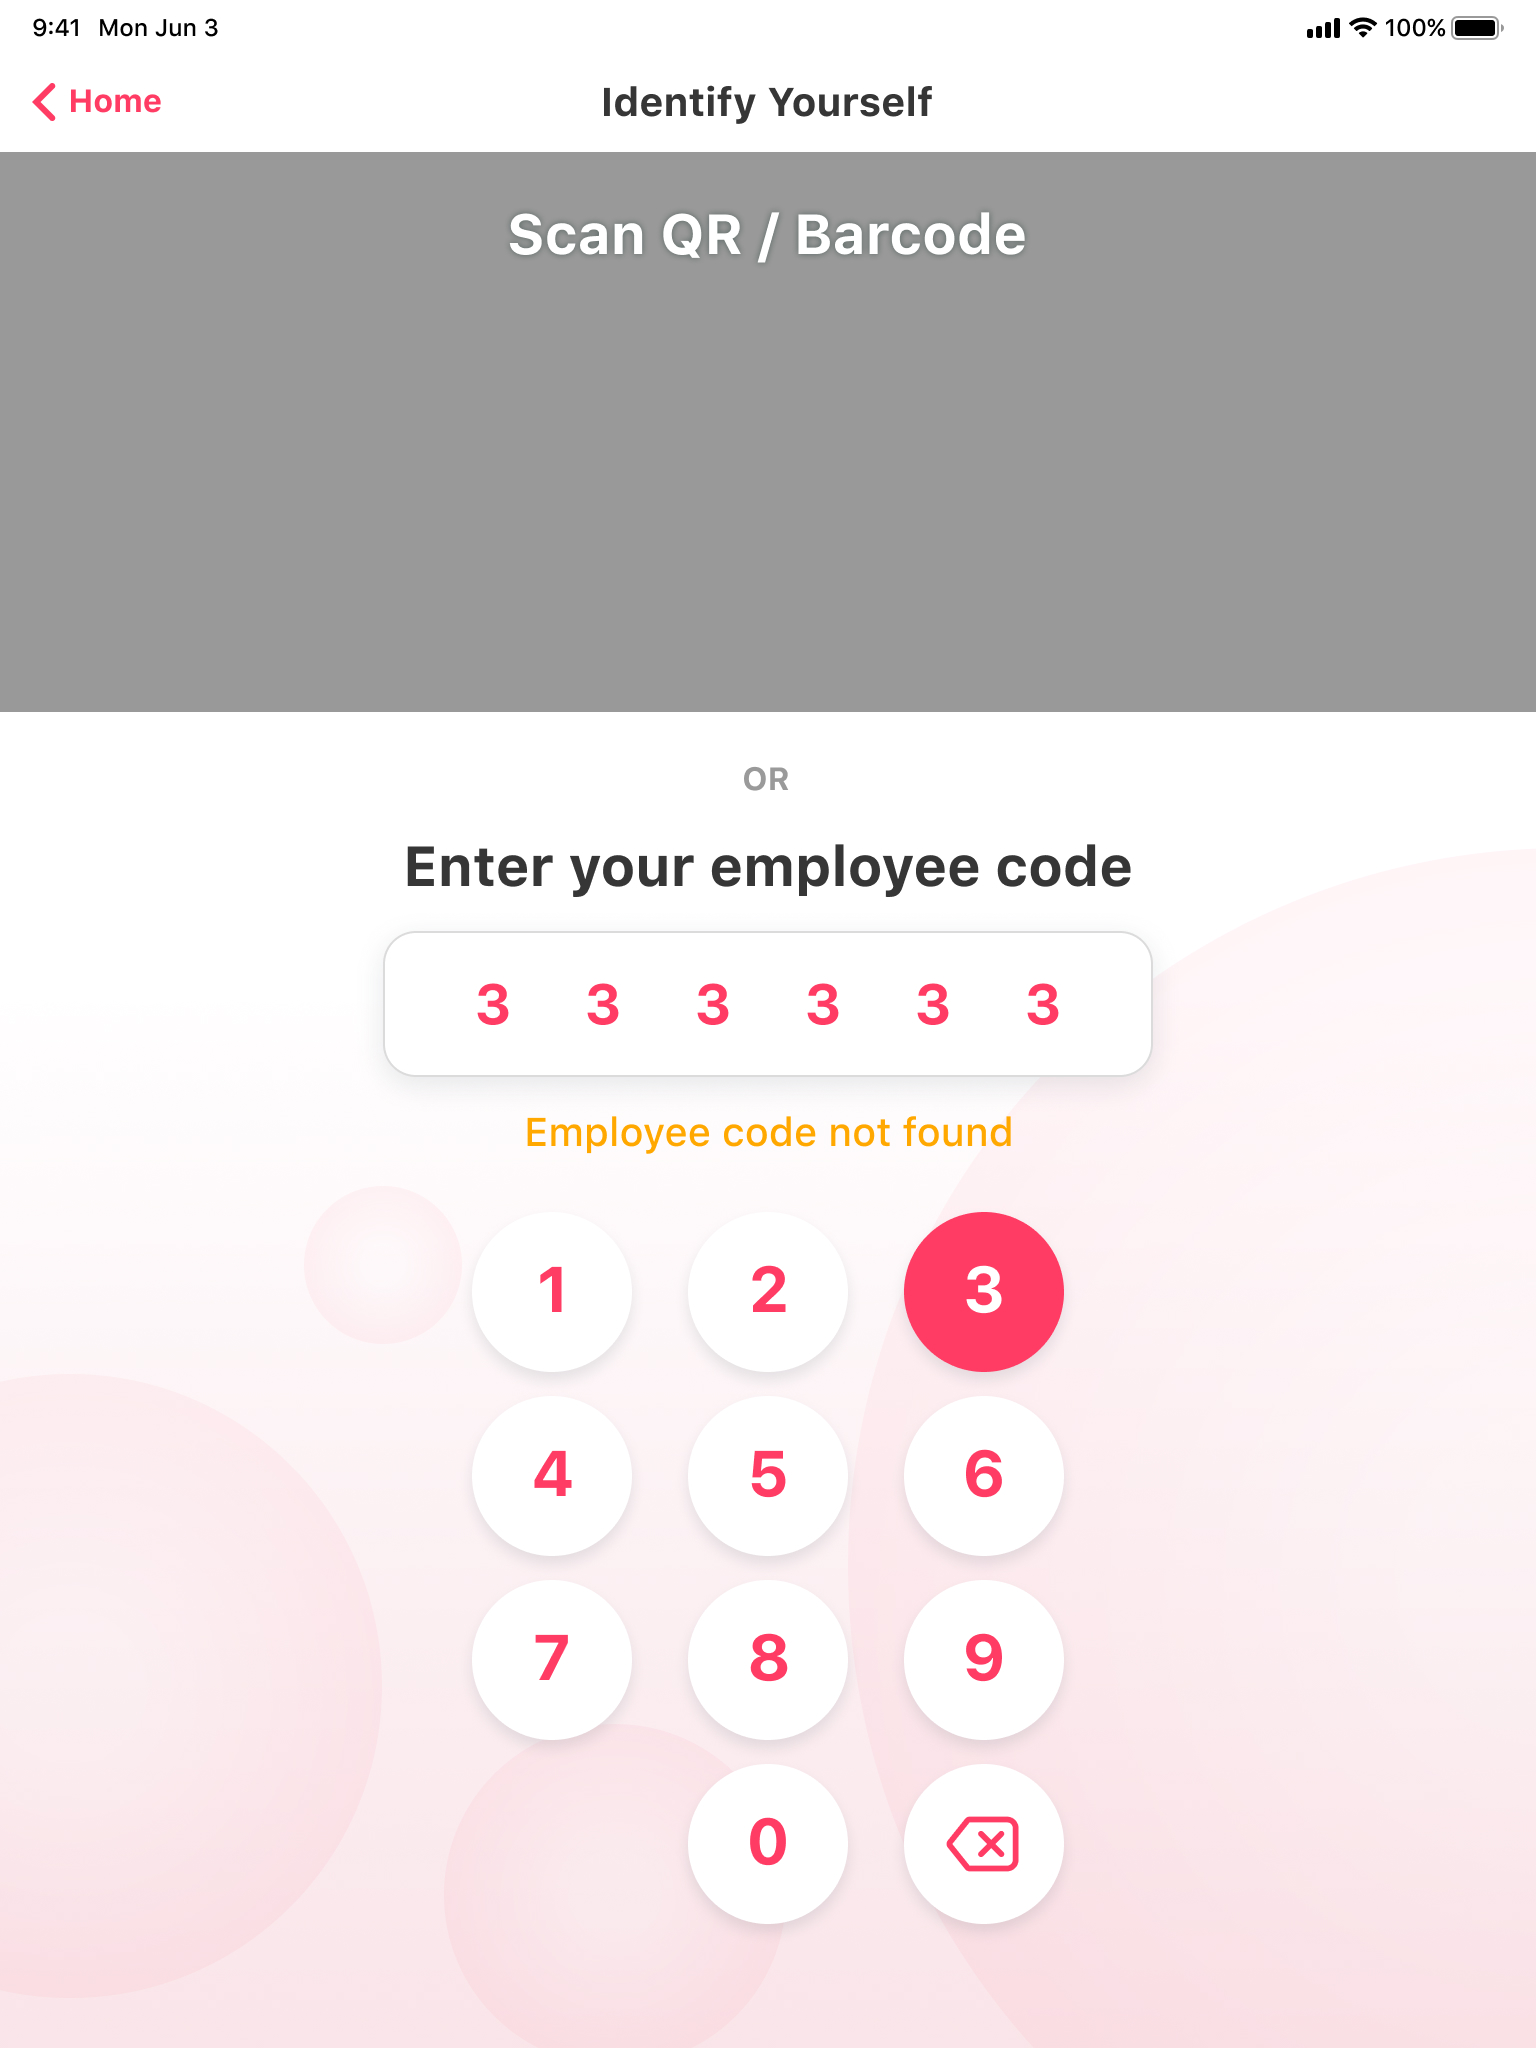 9:41 Mon Jun 3 100%
Home
Identify Yourself
Scan QR / Barcode
OR
Enter your employee code
3 3 3 3 3 3
Employee code not found
1 2 3
4 5 6
7 8 9
0